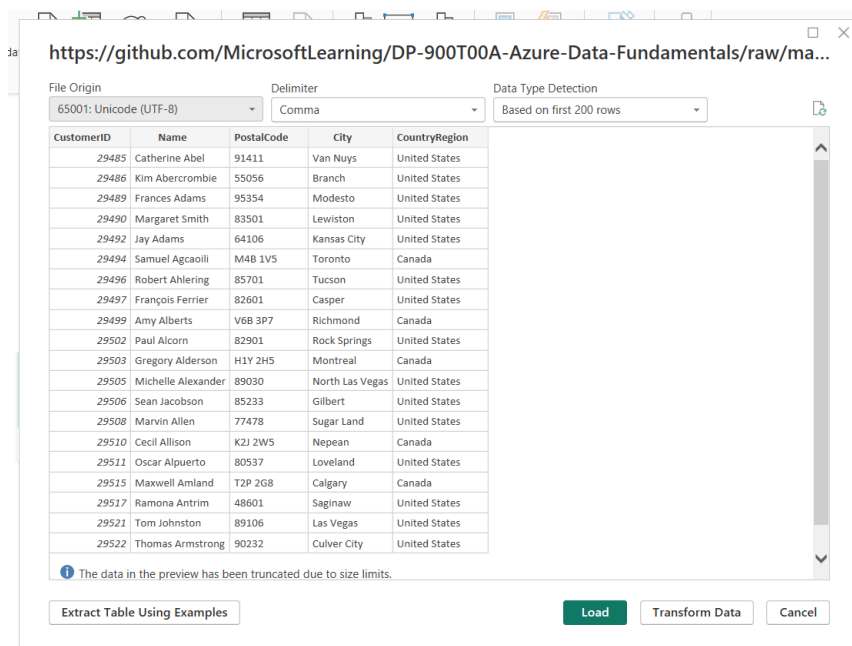 https://github.com/MicrosoftLearning/DP-900T00A-Azure-Data-Fundamentals/raw/ma...
File Origin Delimiter Data Type Detection
65001: Unicode (UTF-8) Comma Based on first 200 rows
CustomerID Name PostalCode City CountryRegion
29485 Catherine Abel 91411 Van Nuys United States
29486 Kim Abercrombie 55056 Branch United States
29489 Frances Adams 95354 Modesto United States
29490 Margaret Smith 83501 Lewiston United States
29492 Jay Adams 64106 Kansas City United States
29494 Samuel Agcaoili M4B 1V5 Toronto Canada
29496 Robert Ahlering 85701 Tucson United States
29497 François Ferrier 82601 Casper United States
29499 Amy Alberts V6B 3P7 Richmond Canada
29502 Paul Alcorn 82901 Rock Springs United States
29503 Gregory Alderson H1Y 2H5 Montreal Canada
29505 Michelle Alexander 89030 North Las Vegas United States
29506 Sean Jacobson 85233 Gilbert United States
29508 Marvin Allen 77478 Sugar Land United States
29510 Cecil Allison K2J 2W5 Nepean Canada
29511 Oscar Alpuerto 80537 Loveland United States
29515 Maxwell Amland T2P 2G8 Calgary Canada
29517 Ramona Antrim 48601 Saginaw United States
29521 Tom Johnston 89106 Las Vegas United States
29522 Thomas Armstrong 90232 Culver City United States
The data in the preview has been truncated due to size limits.
Extract Table Using Examples Load Transform Data Cancel